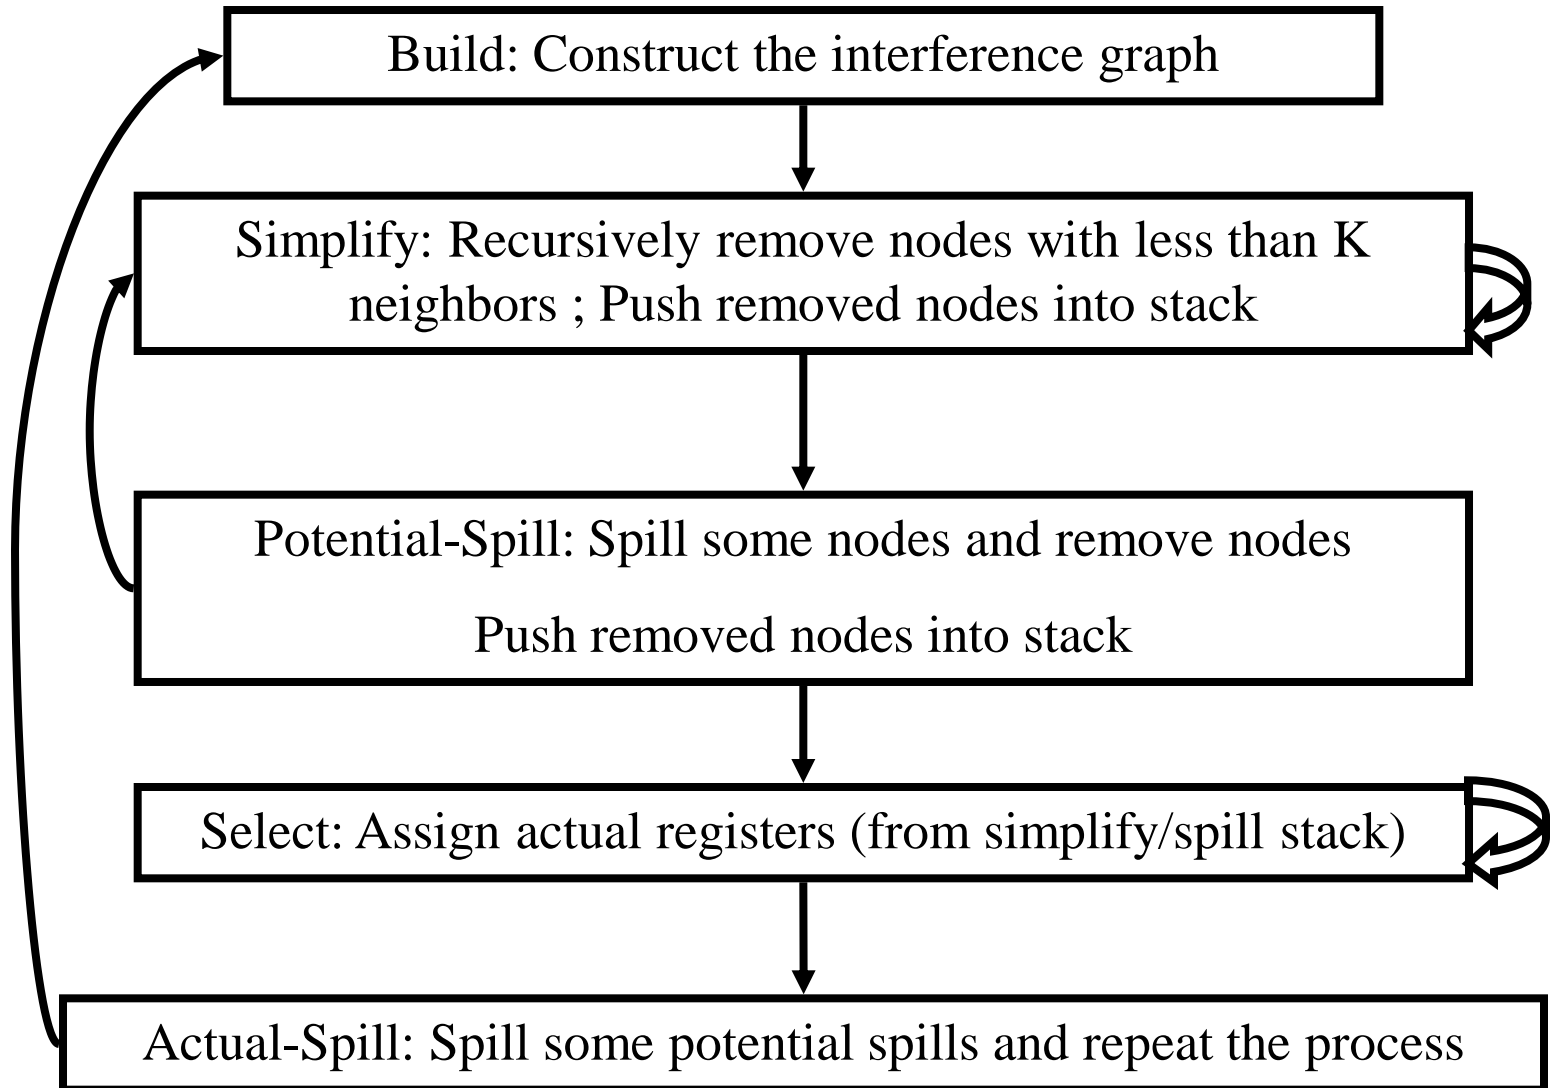 Build: Construct the interference graph
Simplify: Recursively remove nodes with less than K
neighbors ; Push removed nodes into stack
Potential-Spill: Spill some nodes and remove nodes
Push removed nodes into stack
Select: Assign actual registers (from simplify/spill stack)
Actual-Spill: Spill some potential spills and repeat the process